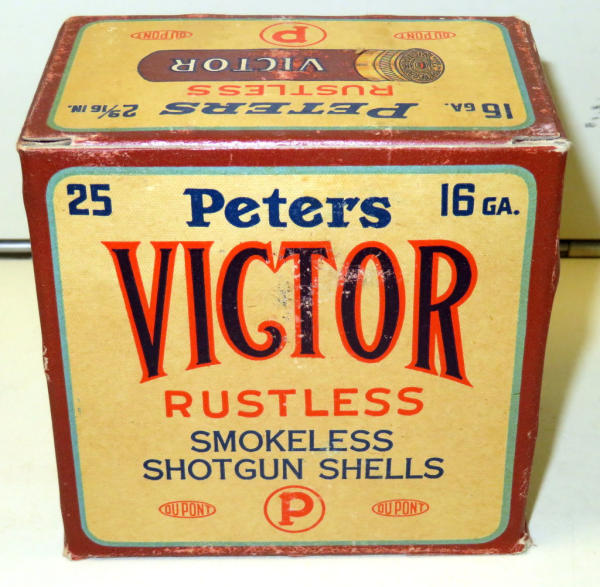 DU PONT P DU PONT
VICTOR
RUSTLESS
16 GA. PETERS 2 9/16 IN.
25 Peters 16 GA.
VICTOR
RUSTLESS
SMOKELESS
SHOTGUN SHELLS
DU PONT P DU PONT